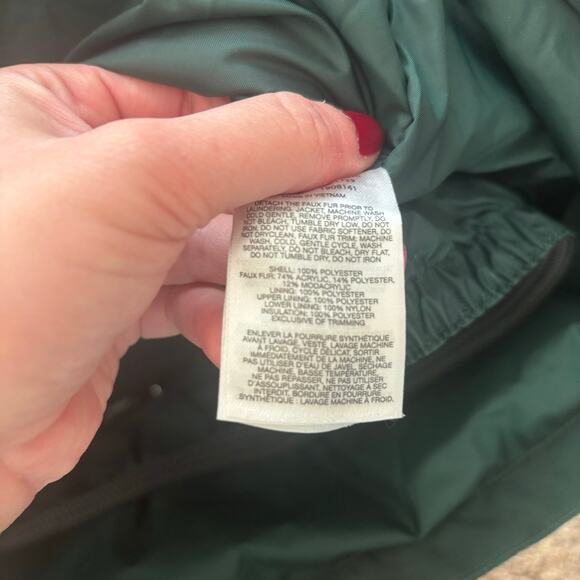 MADE IN VIETNAM.
DETACH THE FAUX FUR PRIOR TO
LAUNDERING. JACKET, MACHINE WASH
COLD GENTLE, REMOVE PROMPTLY, DO
NOT BLEACH, TUMBLE DRY LOW, DO NOT
IRON, DO NOT USE FABRIC SOFTENER, DO
NOT DRYCLEAN. FAUX FUR TRIM: MACHINE
WASH, COLD, GENTLE CYCLE, WASH
SEPARATELY, DO NOT BLEACH, DRY FLAT,
DO NOT TUMBLE DRY, DO NOT IRON
SHELL: 100% POLYESTER
FAUX FUR: 74% ACRYLIC, 14% POLYESTER,
12% MODACRYLIC
LINING: 100% POLYESTER
UPPER LINING: 100% POLYESTER
LOWER LINING: 100% NYLON
INSULATION: 100% POLYESTER
EXCLUSIVE OF TRIMMING
ENLEVER LA FOURRURE SYNTHÉTIQUE
AVANT LAVAGE. VESTE, LAVAGE MACHINE
À FROID, CYCLE DÉLICAT, SORTIR
IMMÉDIATEMENT DE LA MACHINE, NE
PAS UTILISER D'EAU DE JAVEL, SÉCHAGE
MACHINE, BASSE TEMPÉRATURE,
NE PAS REPASSER, NE PAS UTILISER
D'ASSOUPLISSANT, NETTOYAGE À SEC
INTERDIT. BORDURE EN FOURRURE
SYNTHÉTIQUE : LAVAGE MACHINE À FROID,